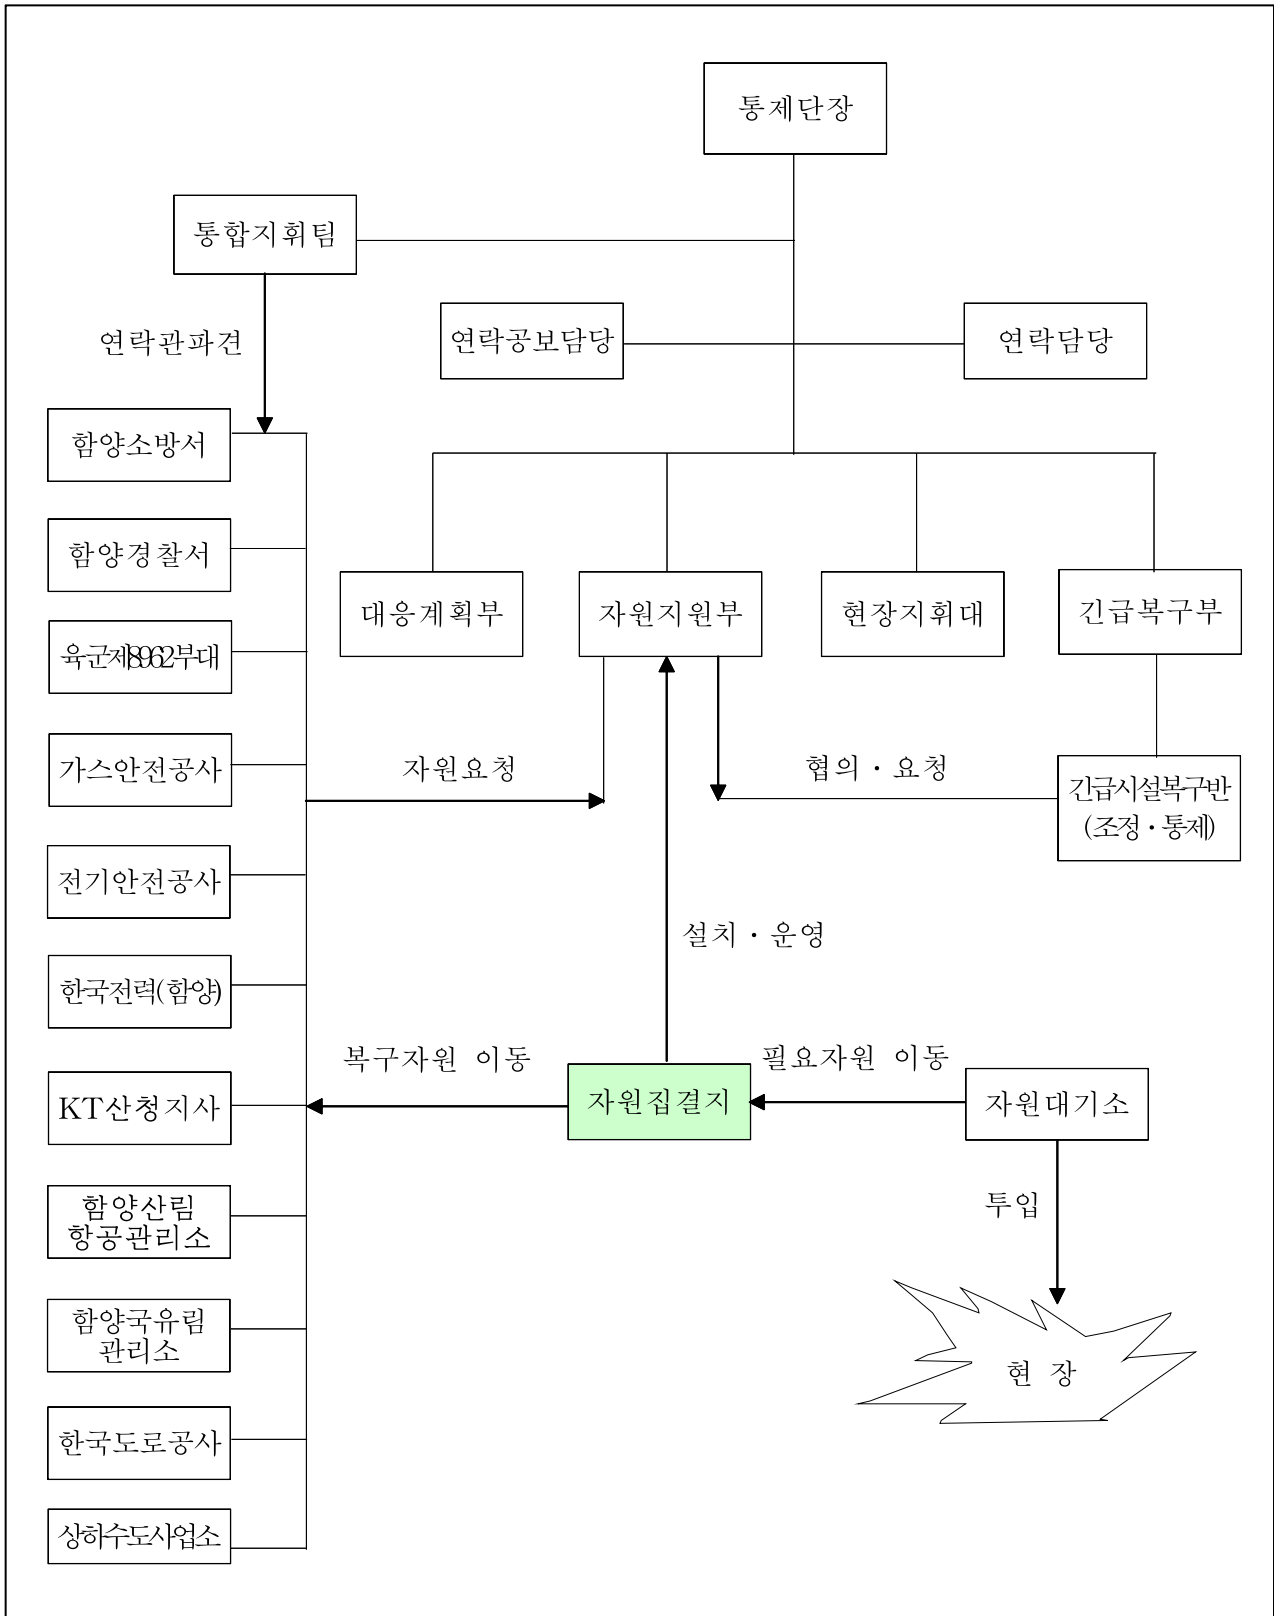 통제단장
통합지휘팀
연락관파견
연락공보담당
연락담당
함양소방서
함양경찰서
육군제8962부대
가스안전공사
전기안전공사
한국전력(함양)
KT산청지사
함양산림
항공관리소
함양국유림
관리소
한국도로공사
상하수도사업소
대응계획부
자원지원부
현장지휘대
긴급복구부
자원요청
협의·요청
긴급시설복구반
(조정·통제)
설치·운영
복구자원 이동
자원집결지
필요자원 이동
자원대기소
투입
현 장